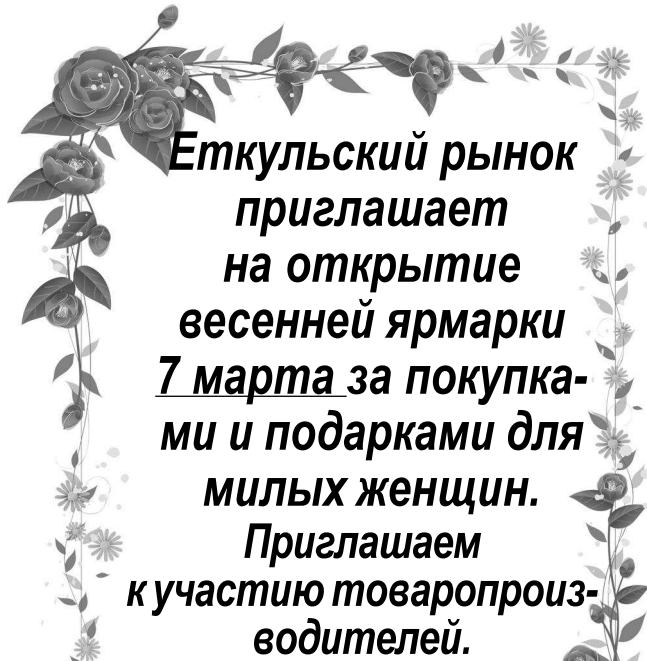 Еткульский рынок
приглашает
на открытие
весенней ярмарки
7 марта за покупка-
ми и подарками для
милых женщин.
Приглашаем
к участию товаропроиз-
водителей.